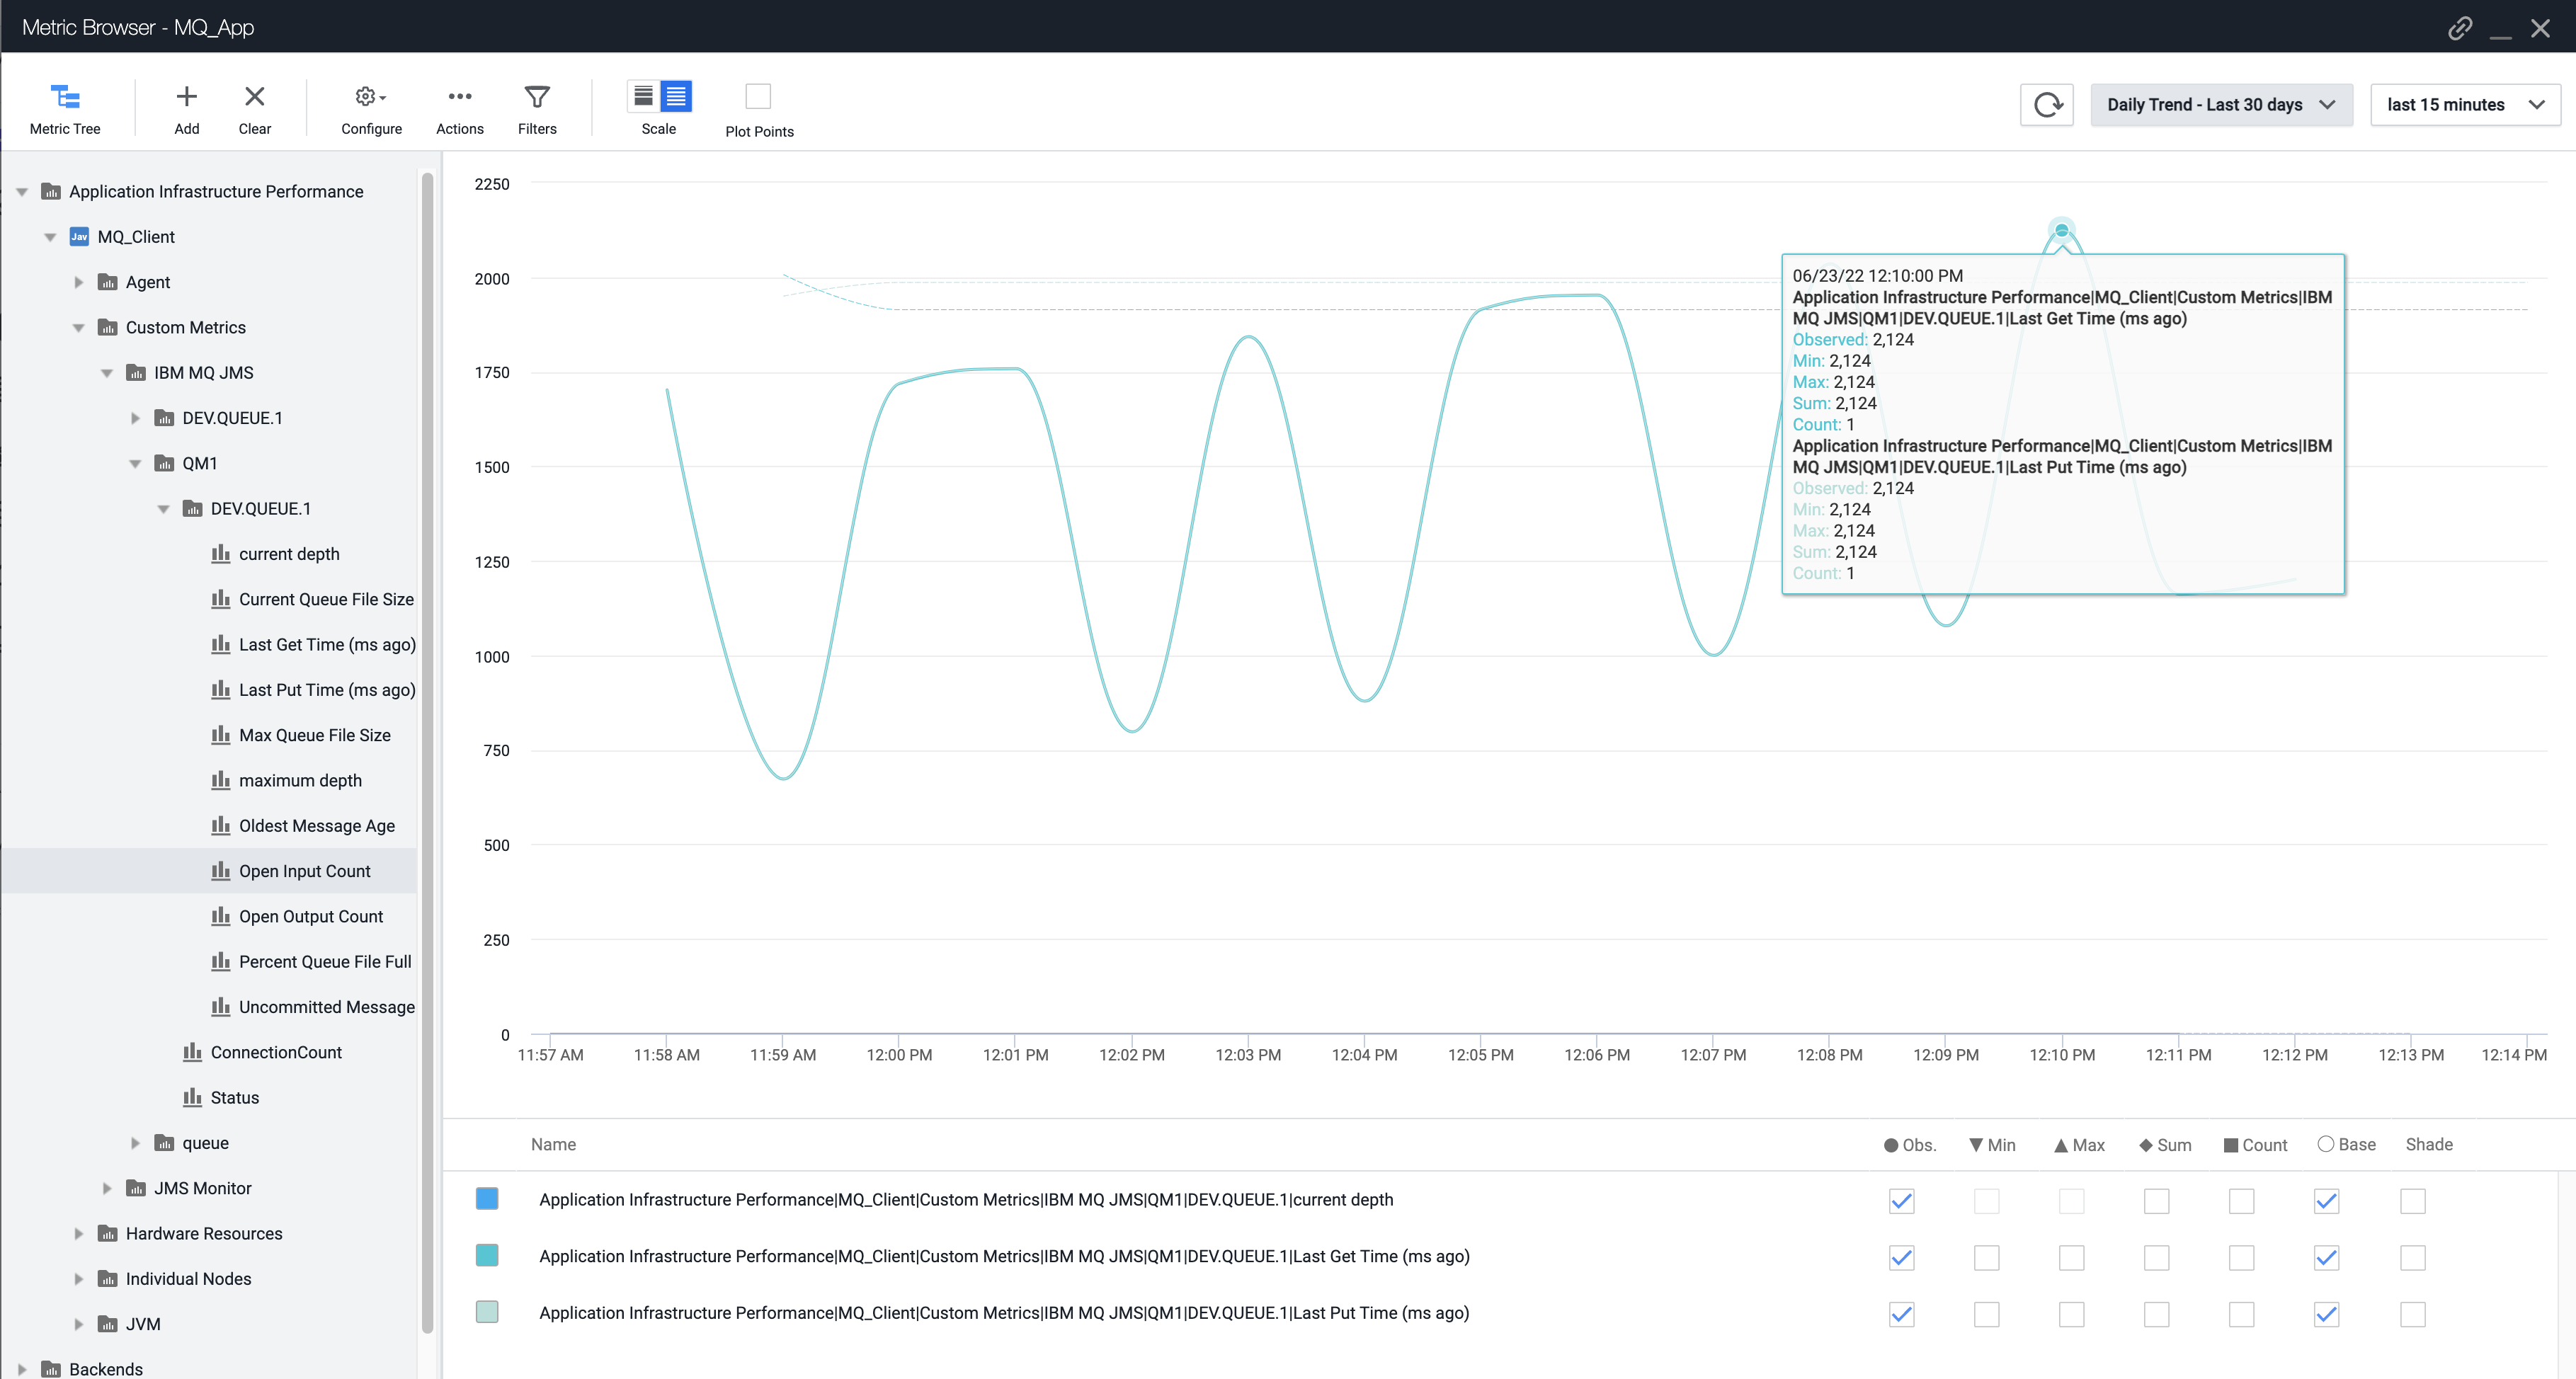 Metric Browser - MQ_App
Metric Tree
Add
Clear
Configure
Actions
Filters
Scale
Plot Points
Daily Trend - Last 30 days
last 15 minutes
Application Infrastructure Performance
Jav MQ_Client
Agent
Custom Metrics
IBM MQ JMS
DEV.QUEUE.1
QM1
DEV.QUEUE.1
current depth
Current Queue File Size
Last Get Time (ms ago)
Last Put Time (ms ago)
Max Queue File Size
maximum depth
Oldest Message Age
Open Input Count
Open Output Count
Percent Queue File Full
Uncommitted Message
ConnectionCount
Status
queue
JMS Monitor
Hardware Resources
Individual Nodes
JVM
Backends
2250
2000
1750
1500
1250
1000
750
500
250
0
11:57 AM 11:58 AM 11:59 AM 12:00 PM 12:01 PM 12:02 PM 12:03 PM 12:04 PM 12:05 PM 12:06 PM 12:07 PM 12:08 PM 12:09 PM 12:10 PM 12:11 PM 12:12 PM 12:13 PM 12:14 PM
06/23/22 12:10:00 PM
Application Infrastructure Performance|MQ_Client|Custom Metrics|IBM
MQ JMS|QM1|DEV.QUEUE.1|Last Get Time (ms ago)
Observed: 2,124
Min: 2,124
Max: 2,124
Sum: 2,124
Count: 1
Application Infrastructure Performance|MQ_Client|Custom Metrics|IBM
MQ JMS|QM1|DEV.QUEUE.1|Last Put Time (ms ago)
Observed: 2,124
Min: 2,124
Max: 2,124
Sum: 2,124
Count: 1
Name Obs. Min Max Sum Count Base Shade
Application Infrastructure Performance|MQ_Client|Custom Metrics|IBM MQ JMS|QM1|DEV.QUEUE.1|current depth
Application Infrastructure Performance|MQ_Client|Custom Metrics|IBM MQ JMS|QM1|DEV.QUEUE.1|Last Get Time (ms ago)
Application Infrastructure Performance|MQ_Client|Custom Metrics|IBM MQ JMS|QM1|DEV.QUEUE.1|Last Put Time (ms ago)